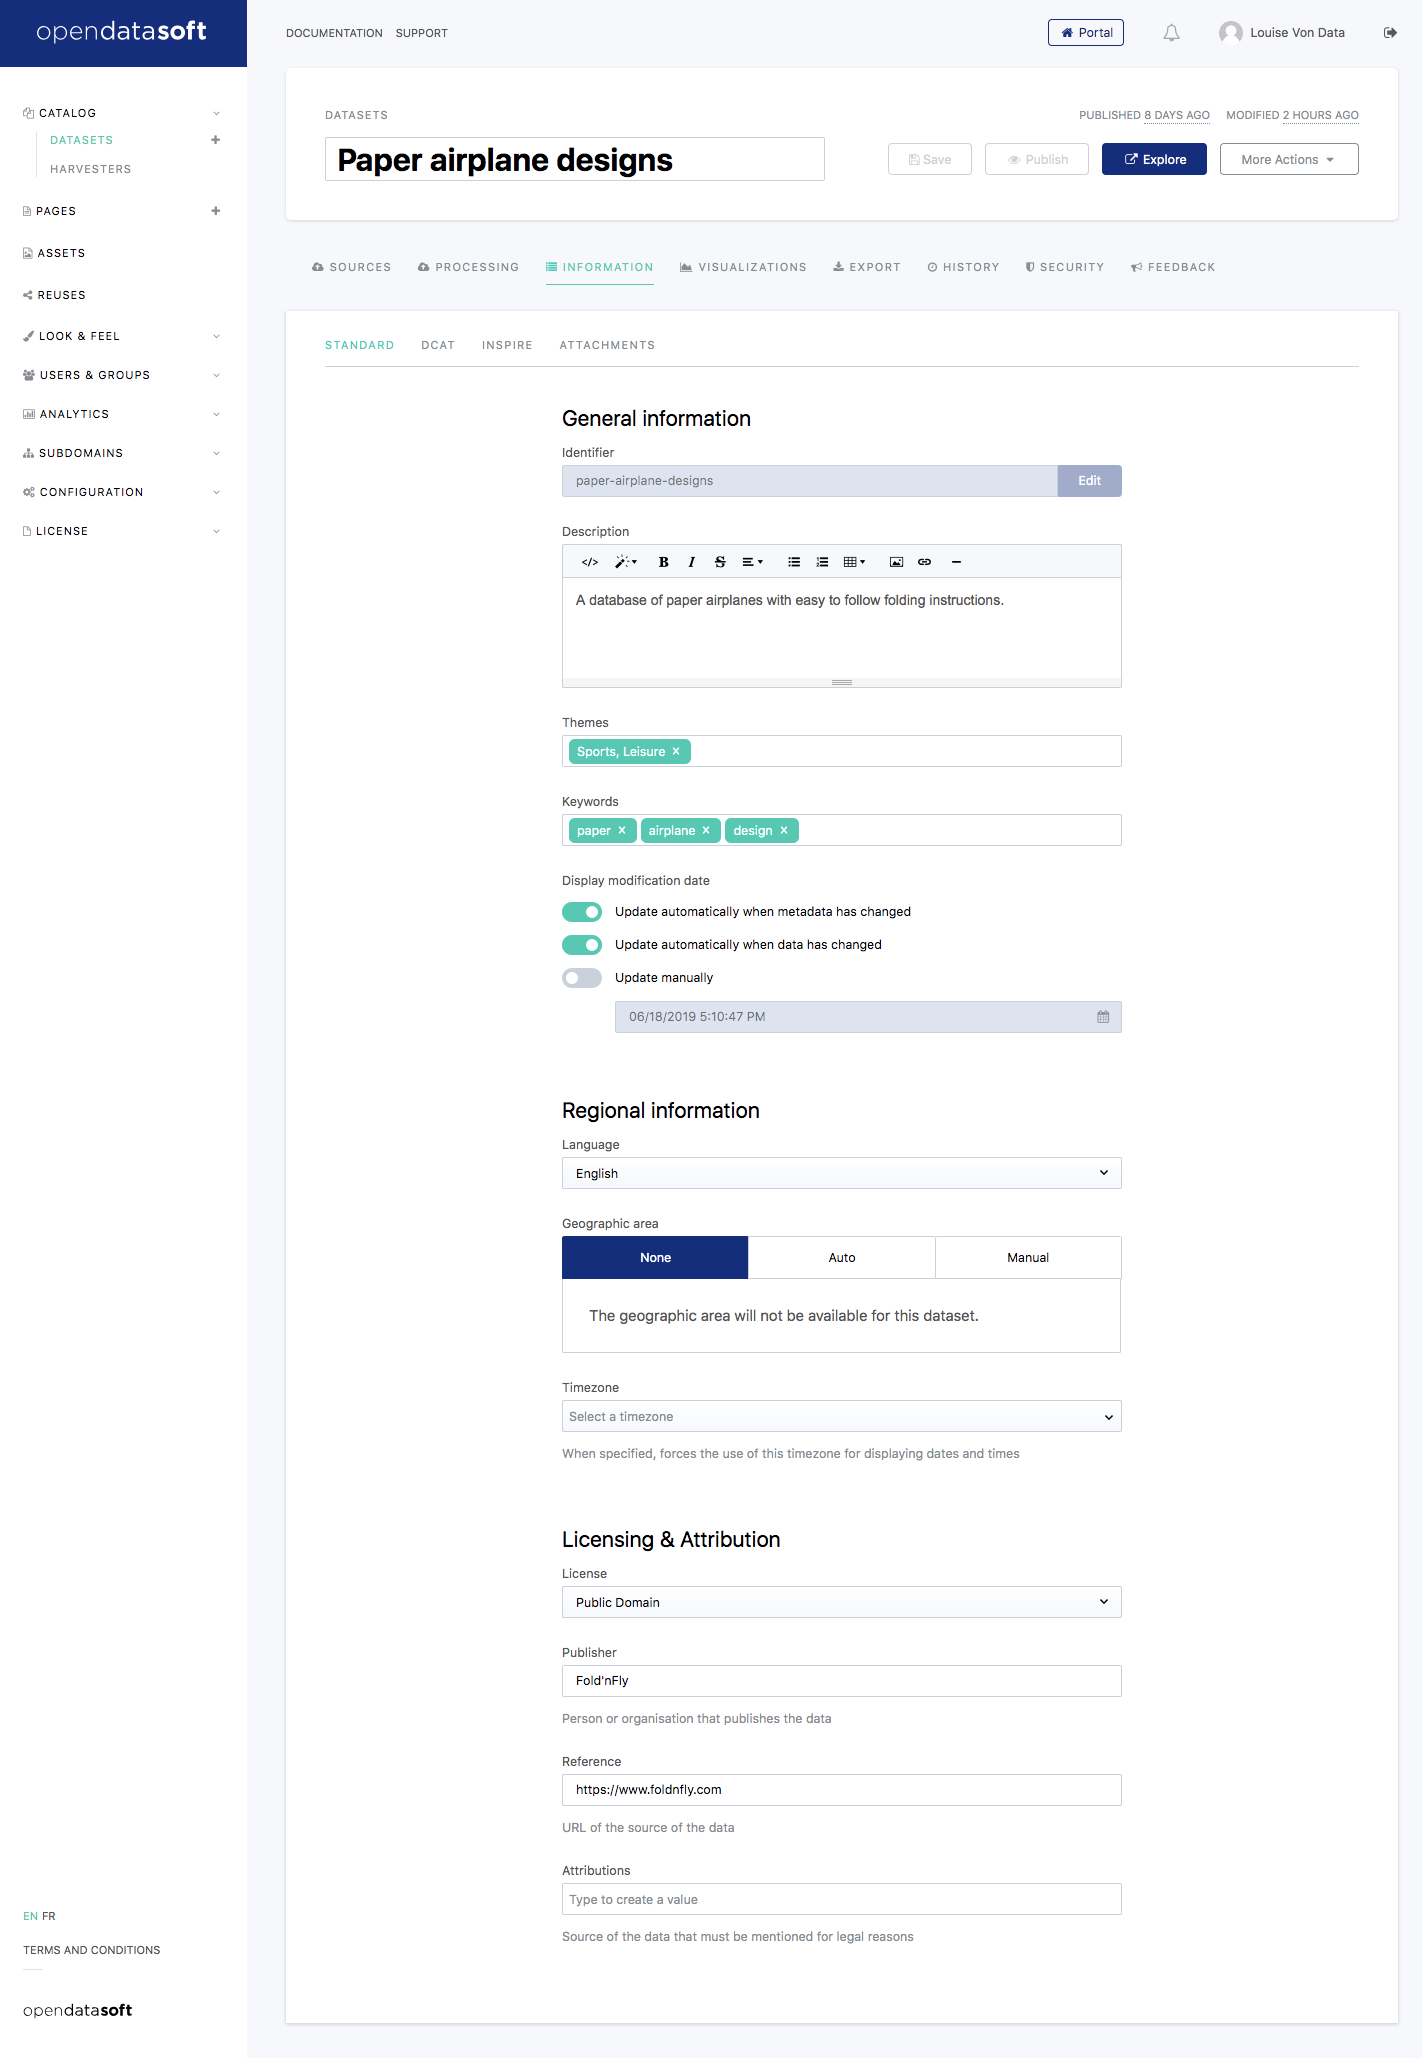 opendatasoft
DOCUMENTATION SUPPORT
Portal
Louise Von Data
CATALOG
DATASETS
HARVESTERS
PAGES
ASSETS
REUSES
LOOK & FEEL
USERS & GROUPS
ANALYTICS
SUBDOMAINS
CONFIGURATION
LICENSE
EN FR
TERMS AND CONDITIONS
opendatasoft
DATASETS
PUBLISHED 8 DAYS AGO MODIFIED 2 HOURS AGO
Paper airplane designs
Save Publish Explore More Actions
SOURCES PROCESSING INFORMATION VISUALIZATIONS EXPORT HISTORY SECURITY FEEDBACK
STANDARD DCAT INSPIRE ATTACHMENTS
General information
Identifier
paper-airplane-designs Edit
Description
A database of paper airplanes with easy to follow folding instructions.
Themes
Sports, Leisure x
Keywords
paper x airplane x design x
Display modification date
Update automatically when metadata has changed
Update automatically when data has changed
Update manually
06/18/2019 5:10:47 PM
Regional information
Language
English
Geographic area
None Auto Manual
The geographic area will not be available for this dataset.
Timezone
Select a timezone
When specified, forces the use of this timezone for displaying dates and times
Licensing & Attribution
License
Public Domain
Publisher
Fold'nFly
Person or organisation that publishes the data
Reference
https://www.foldnfly.com
URL of the source of the data
Attributions
Type to create a value
Source of the data that must be mentioned for legal reasons